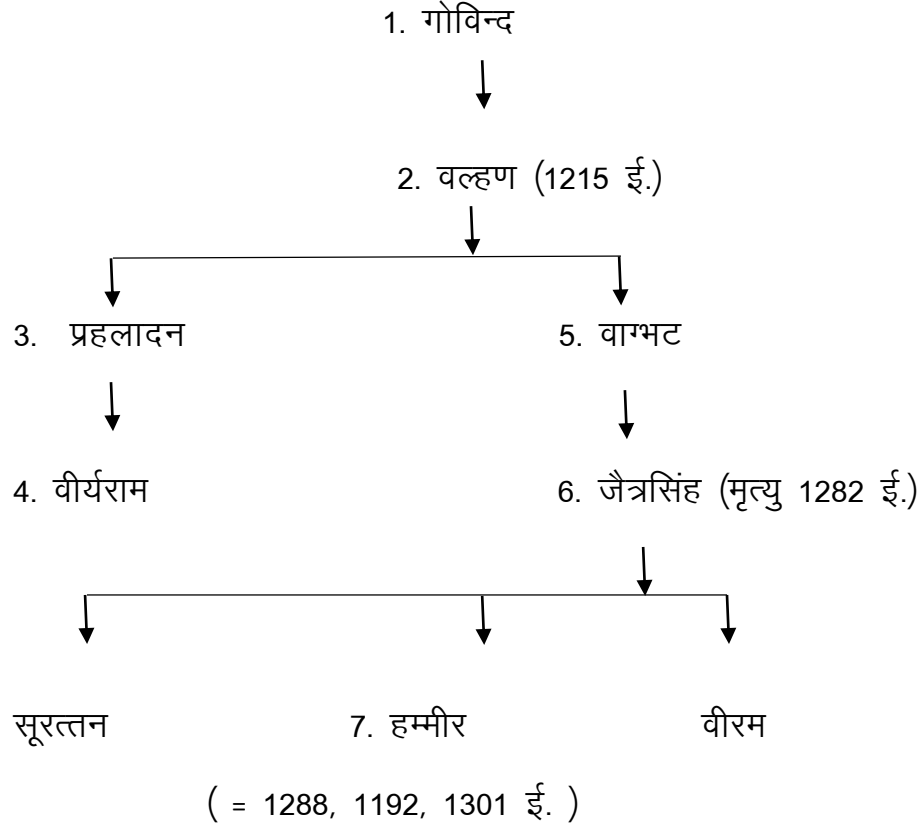 1. गोविन्द
2. वल्हण (1215 ई.)
3. प्रहलादन 5. वाग्भट
4. वीर्यराम 6. जैत्रसिंह (मृत्यु 1282 ई.)
सूरत्तन 7. हम्मीर वीरम
( = 1288, 1192, 1301 ई. )